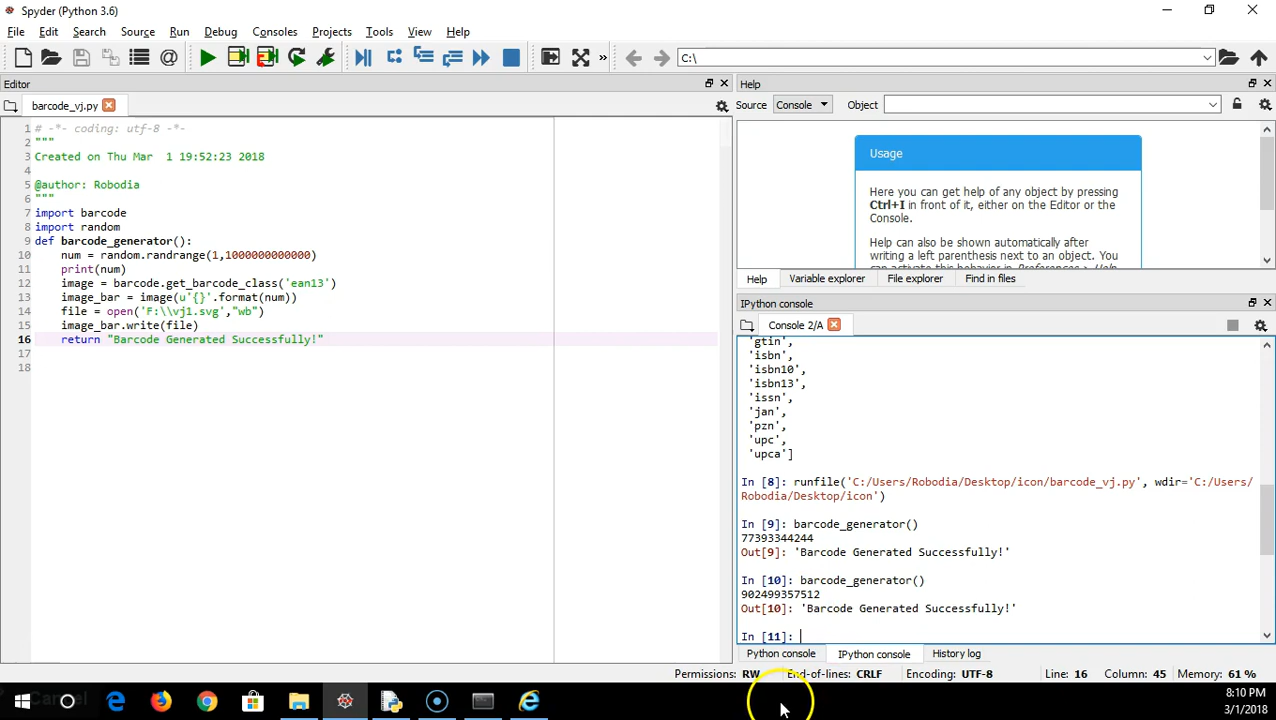 Spyder (Python 3.6)
File Edit Search Source Run Debug Consoles Projects Tools View Help
C:\
Editor
barcode_vj.py
1 # -*- coding: utf-8 -*-
2 """
3 Created on Thu Mar  1 19:52:23 2018
4
5 @author: Robodia
6 """
7 import barcode
8 import random
9 def barcode_generator():
10     num = random.randrange(1,1000000000000)
11     print(num)
12     image = barcode.get_barcode_class('ean13')
13     image_bar = image(u'{}'.format(num))
14     file = open('F:\\vj1.svg',"wb")
15     image_bar.write(file)
16     return "Barcode Generated Successfully!"
17
18
Help
Source Console Object
Usage
Here you can get help of any object by pressing
Ctrl+I in front of it, either on the Editor or the
Console.
Help can also be shown automatically after
writing a left parenthesis next to an object. You
can activate this behavior in Preferences > Help.
Help Variable explorer File explorer Find in files
IPython console
Console 2/A
'gtin',
'isbn',
'isbn10',
'isbn13',
'issn',
'jan',
'pzn',
'upc',
'upca']
In [8]: runfile('C:/Users/Robodia/Desktop/icon/barcode_vj.py', wdir='C:/Users/
Robodia/Desktop/icon')
In [9]: barcode_generator()
77393344244
Out[9]: 'Barcode Generated Successfully!'
In [10]: barcode_generator()
902499357512
Out[10]: 'Barcode Generated Successfully!'
In [11]:
Python console IPython console History log
Permissions: RW End-of-lines: CRLF Encoding: UTF-8 Line: 16 Column: 45 Memory: 61 %
Cancel
8:10 PM
3/1/2018